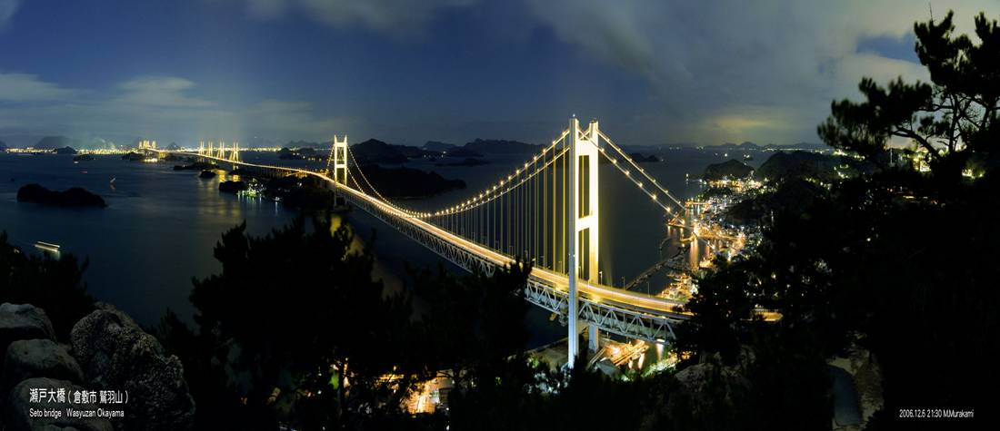 瀬戸大橋（倉敷市 鷲羽山）
Seto bridge Wasyuzan Okayama
2006.12.6 21:30 M.Murakami